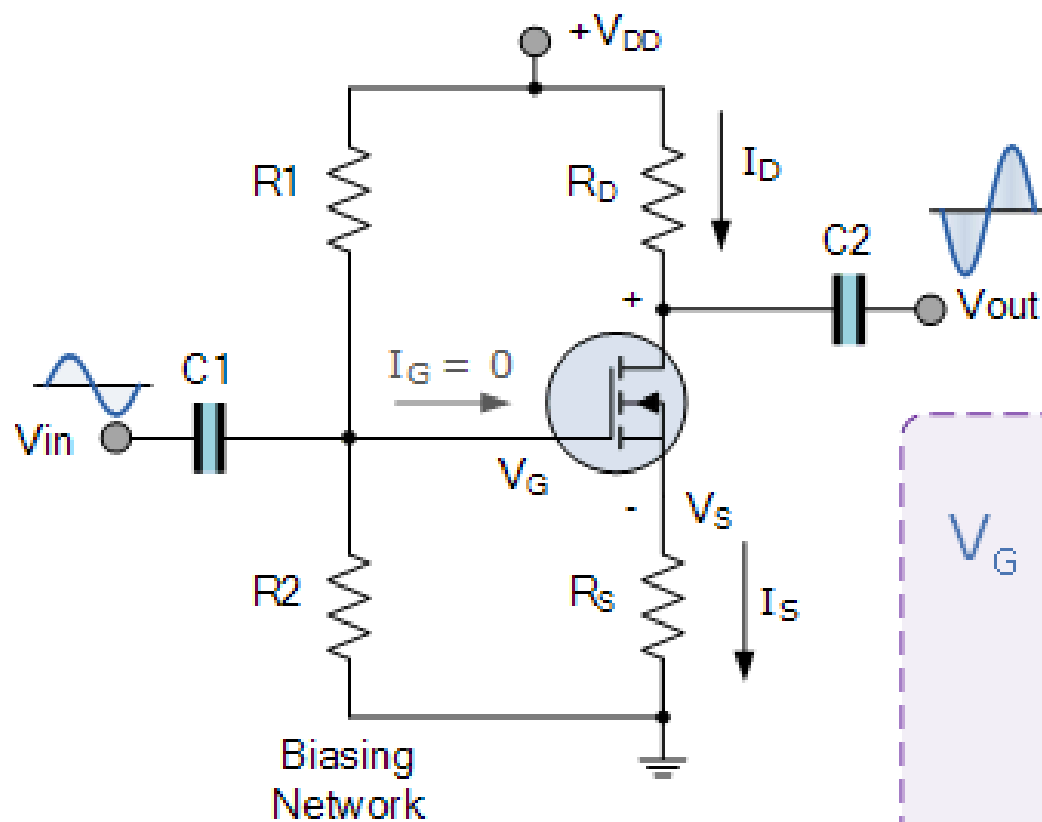 +VDD
R1
RD
ID
C2
+
Vout
C1
IG = 0
Vin
VG
-
VS
VG
R2
RS
IS
Biasing
Network